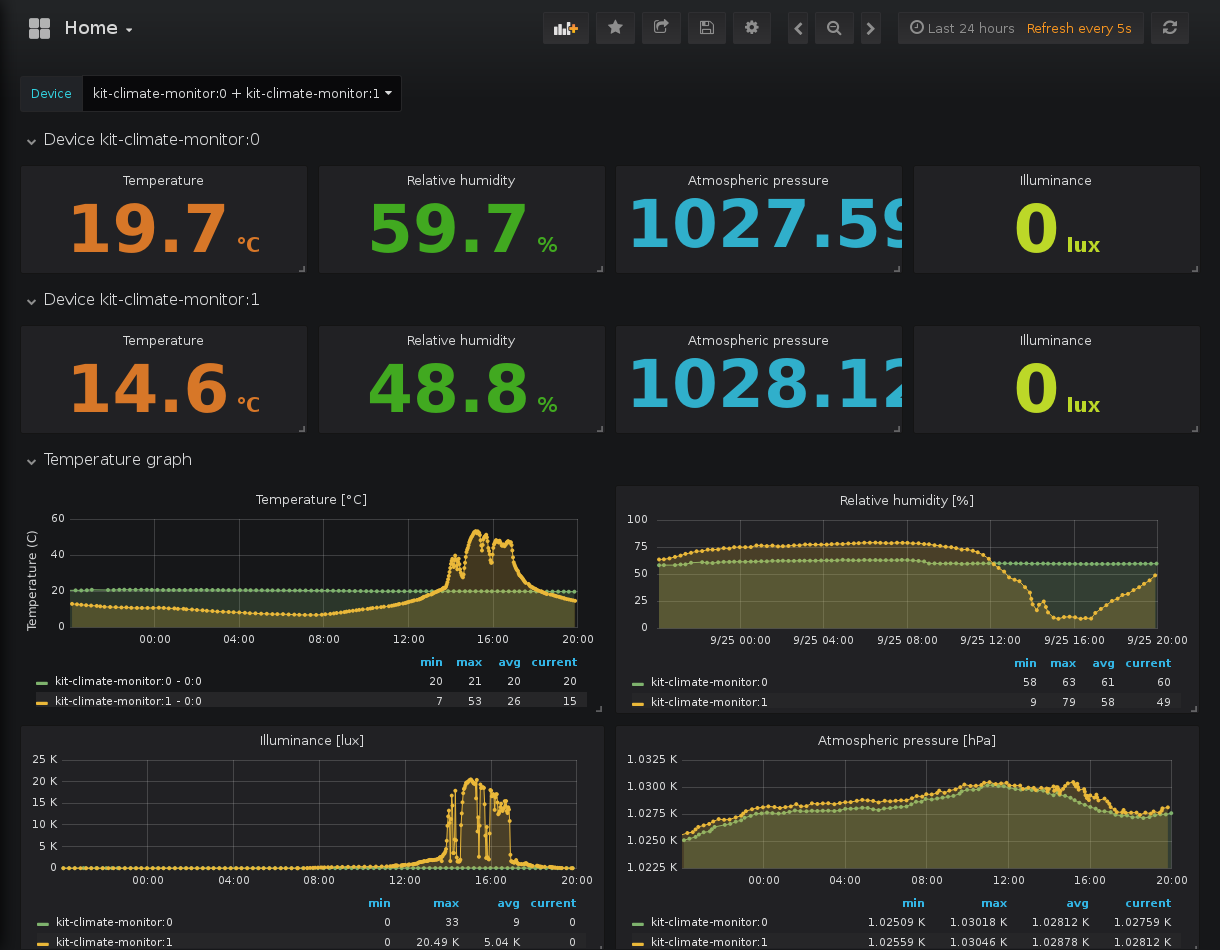 Home
Last 24 hours Refresh every 5s
Device kit-climate-monitor:0 + kit-climate-monitor:1
Device kit-climate-monitor:0
Temperature Relative humidity Atmospheric pressure Illuminance
19.7 °C 59.7 % 1027.59 0 lux
Device kit-climate-monitor:1
Temperature Relative humidity Atmospheric pressure Illuminance
14.6 °C 48.8 % 1028.12 0 lux
Temperature graph
Temperature [°C]
Temperature (C)
60
40
20
0
00:00 04:00 08:00 12:00 16:00 20:00
min max avg current
kit-climate-monitor:0 - 0:0 20 21 20 20
kit-climate-monitor:1 - 0:0 7 53 26 15
Relative humidity [%]
100
75
50
25
0
9/25 00:00 9/25 04:00 9/25 08:00 9/25 12:00 9/25 16:00 9/25 20:00
min max avg current
kit-climate-monitor:0 58 63 61 60
kit-climate-monitor:1 9 79 58 49
Illuminance [lux]
25 K
20 K
15 K
10 K
5 K
0
00:00 04:00 08:00 12:00 16:00 20:00
min max avg current
kit-climate-monitor:0 0 33 9 0
kit-climate-monitor:1 0 20.49 K 5.04 K 0
Atmospheric pressure [hPa]
1.0325 K
1.0300 K
1.0275 K
1.0250 K
1.0225 K
00:00 04:00 08:00 12:00 16:00 20:00
min max avg current
kit-climate-monitor:0 1.02509 K 1.03018 K 1.02812 K 1.02759 K
kit-climate-monitor:1 1.02559 K 1.03046 K 1.02878 K 1.02812 K